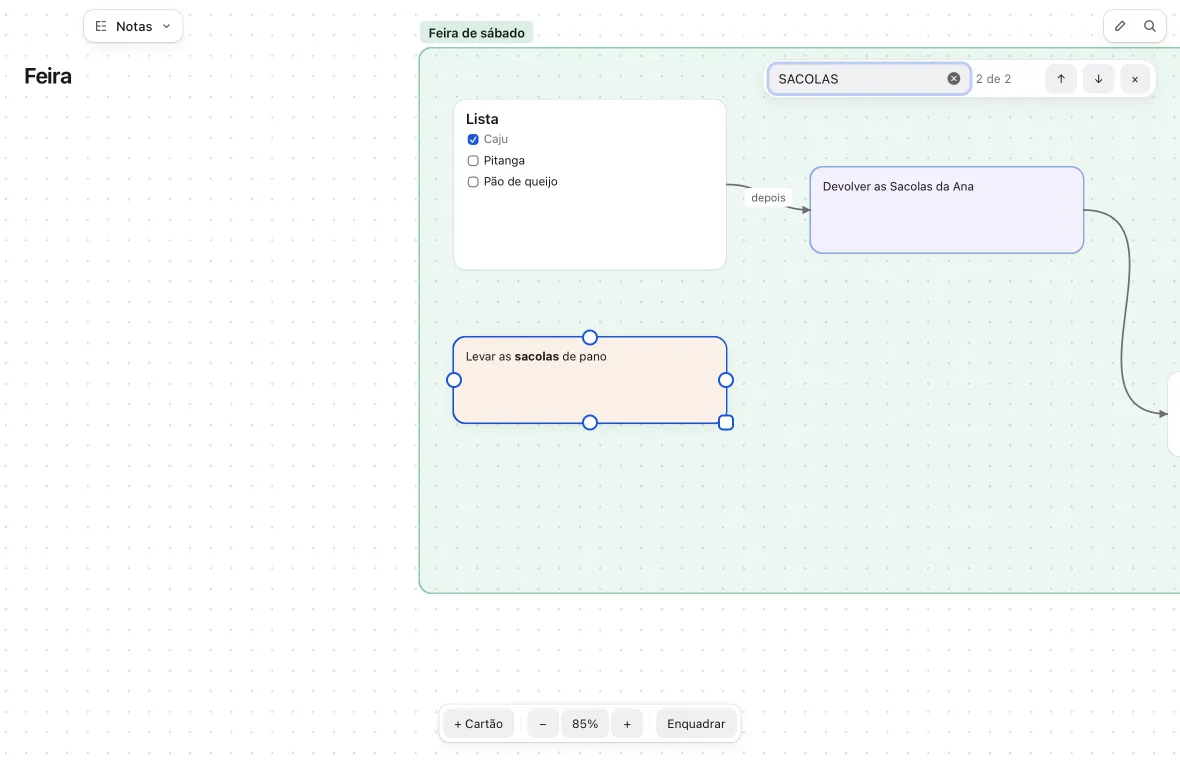 Notas
Feira
Feira de sábado
SACOLAS
2 de 2
Lista
Caju
Pitanga
Pão de queijo
depois
Devolver as Sacolas da Ana
Levar as sacolas de pano
+ Cartão
−
85%
+
Enquadrar